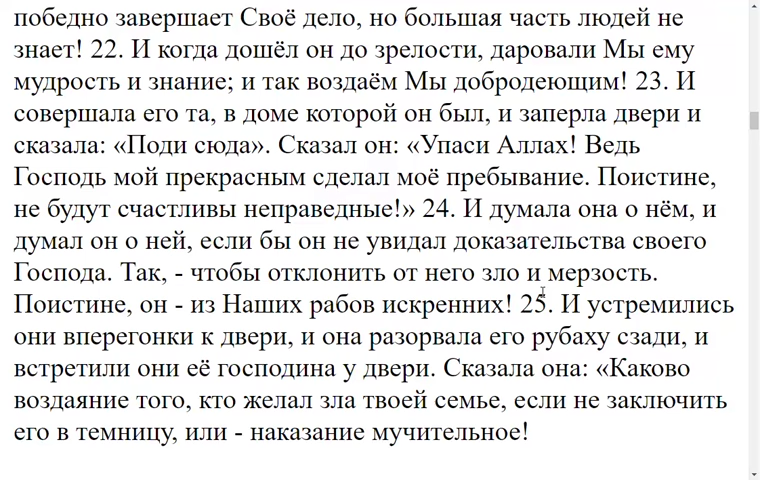 победно завершает Своё дело, но большая часть людей не
знает! 22. И когда дошёл он до зрелости, даровали Мы ему
мудрость и знание; и так воздаём Мы добродеющим! 23. И
совершала его та, в доме которой он был, и заперла двери и
сказала: «Поди сюда». Сказал он: «Упаси Аллах! Ведь
Господь мой прекрасным сделал моё пребывание. Поистине,
не будут счастливы неправедные!» 24. И думала она о нём, и
думал он о ней, если бы он не увидал доказательства своего
Господа. Так, - чтобы отклонить от него зло и мерзость.
Поистине, он - из Наших рабов искренних! 25. И устремились
они вперегонки к двери, и она разорвала его рубаху сзади, и
встретили они её господина у двери. Сказала она: «Каково
воздаяние того, кто желал зла твоей семье, если не заключить
его в темницу, или - наказание мучительное!